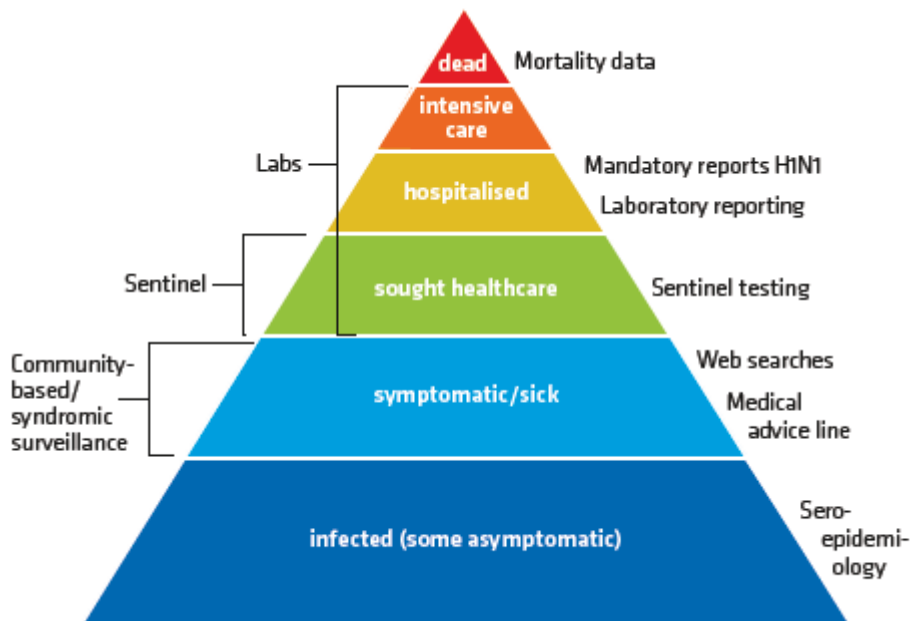 dead
Mortality data
intensive
care
Labs
Mandatory reports H1N1
hospitalised
Laboratory reporting
Sentinel
sought healthcare
Sentinel testing
Community-
based/
syndromic
surveillance
Web searches
symptomatic/sick
Medical
advice line
infected (some asymptomatic)
Sero-
epidemi-
ology